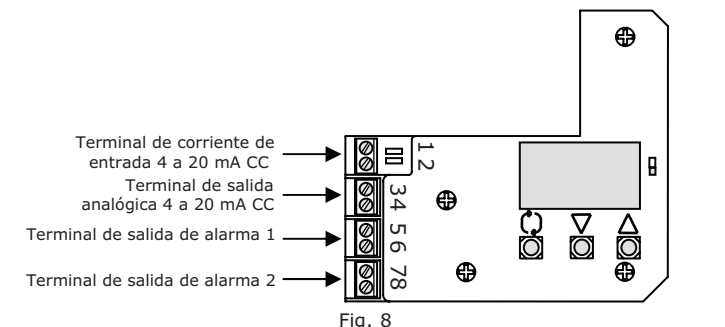 Terminal de corriente de
entrada 4 a 20 mA CC
1 2
Terminal de salida
analógica 4 a 20 mA CC
3 4
Terminal de salida de alarma 1
5 6
Terminal de salida de alarma 2
7 8
Fig. 8